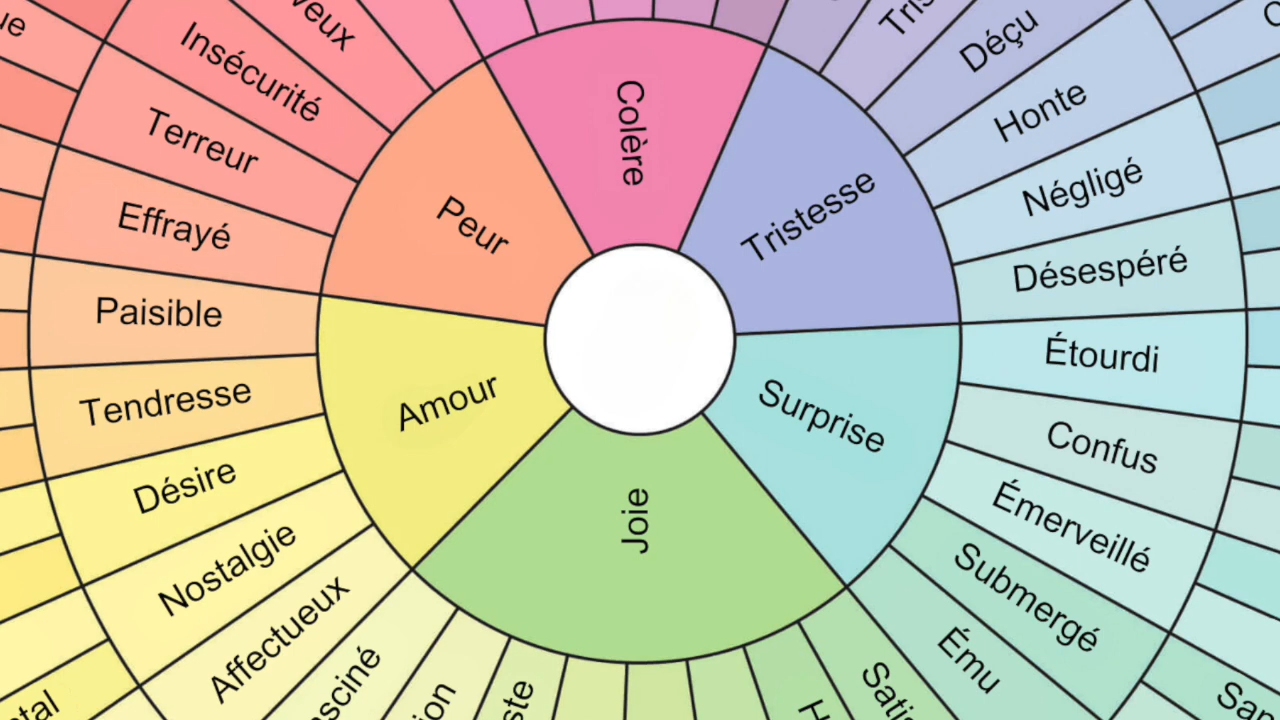 Colère
Tristesse
Surprise
Joie
Amour
Peur
Déçu
Honte
Négligé
Désespéré
Étourdi
Confus
Émerveillé
Submergé
Ému
Affectueux
Nostalgie
Désire
Tendresse
Paisible
Effrayé
Terreur
Insécurité